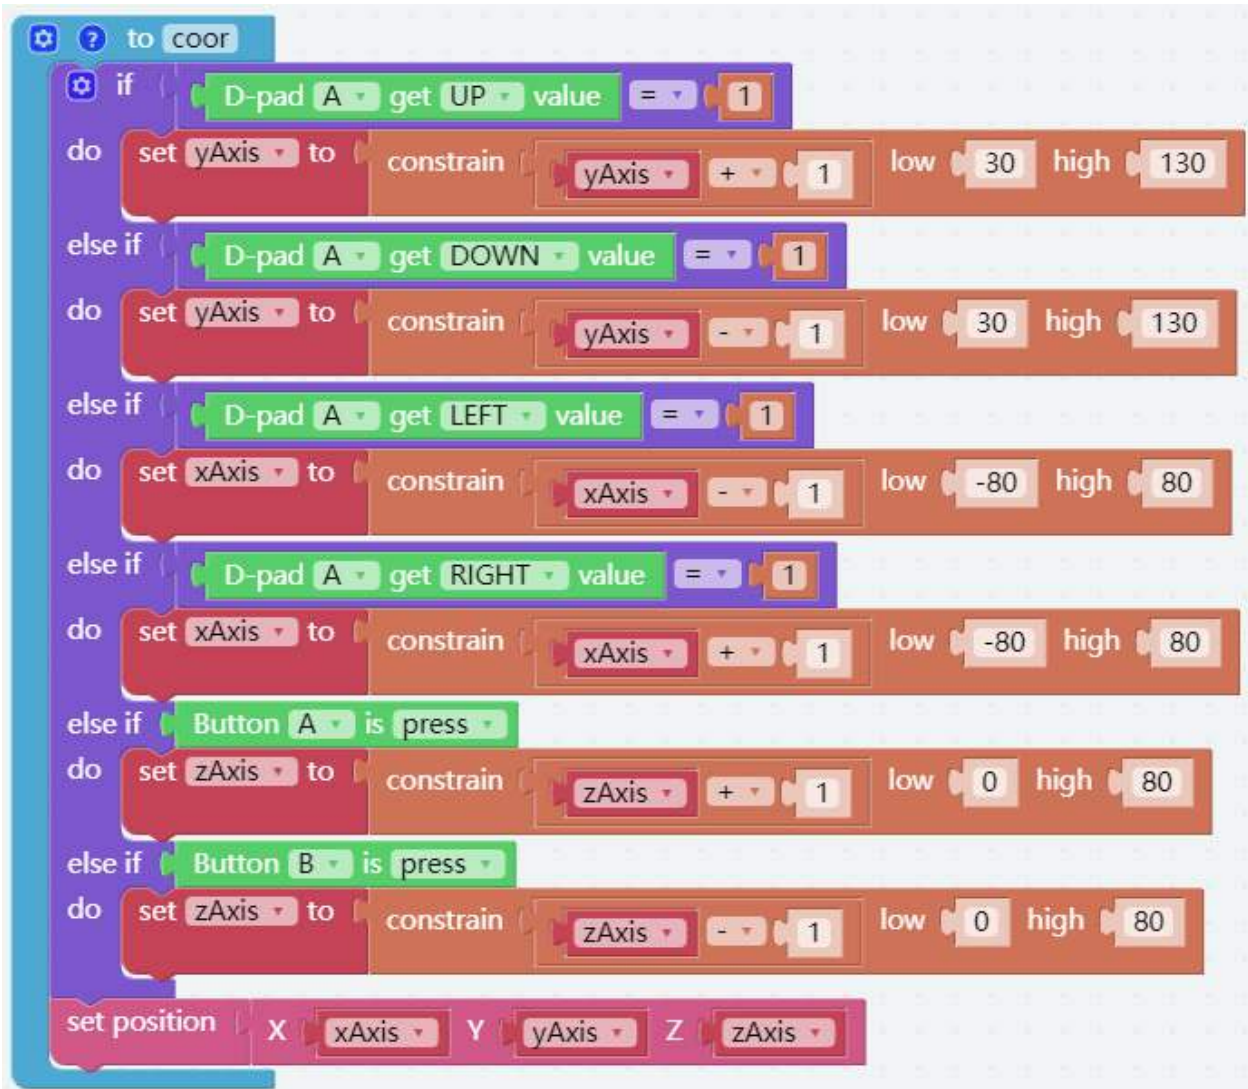 ? to coor
if D-pad A get UP value = 1
do set yAxis to constrain yAxis + 1 low 30 high 130
else if D-pad A get DOWN value = 1
do set yAxis to constrain yAxis - 1 low 30 high 130
else if D-pad A get LEFT value = 1
do set xAxis to constrain xAxis - 1 low -80 high 80
else if D-pad A get RIGHT value = 1
do set xAxis to constrain xAxis + 1 low -80 high 80
else if Button A is press
do set zAxis to constrain zAxis + 1 low 0 high 80
else if Button B is press
do set zAxis to constrain zAxis - 1 low 0 high 80
set position X xAxis Y yAxis Z zAxis